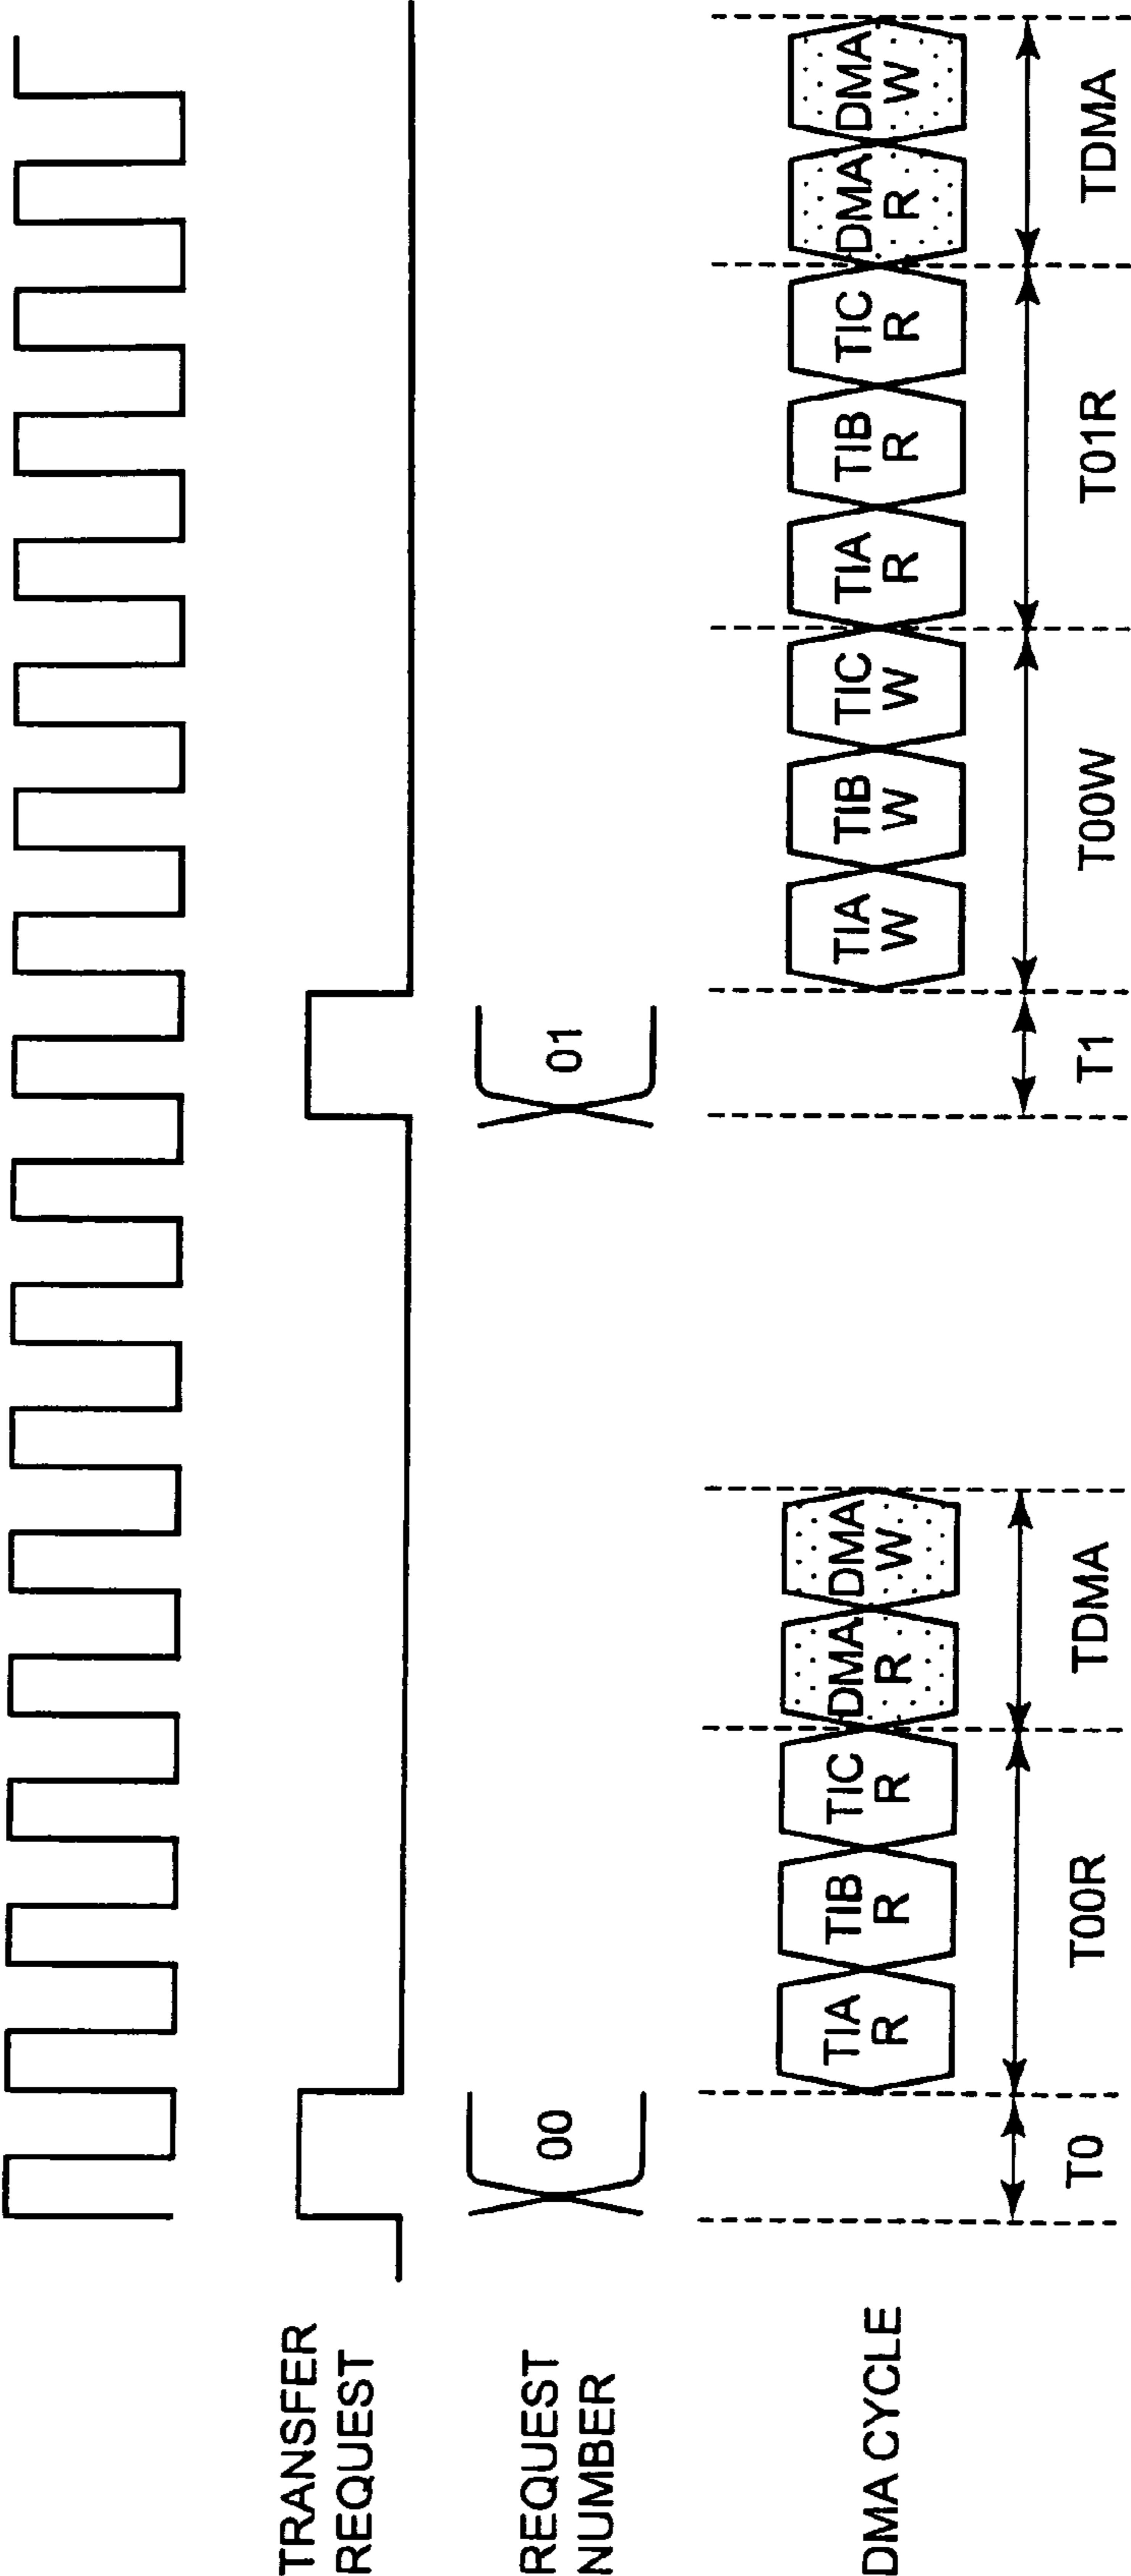 TRANSFER
REQUEST
REQUEST
NUMBER
00
01
DMA CYCLE
TIA
R
TIB
R
TIC
R
DMA
R
DMA
W
TIA
W
TIB
W
TIC
W
TIA
R
TIB
R
TIC
R
DMA
R
DMA
W
T0
T00R
TDMA
T1
T00W
T01R
TDMA